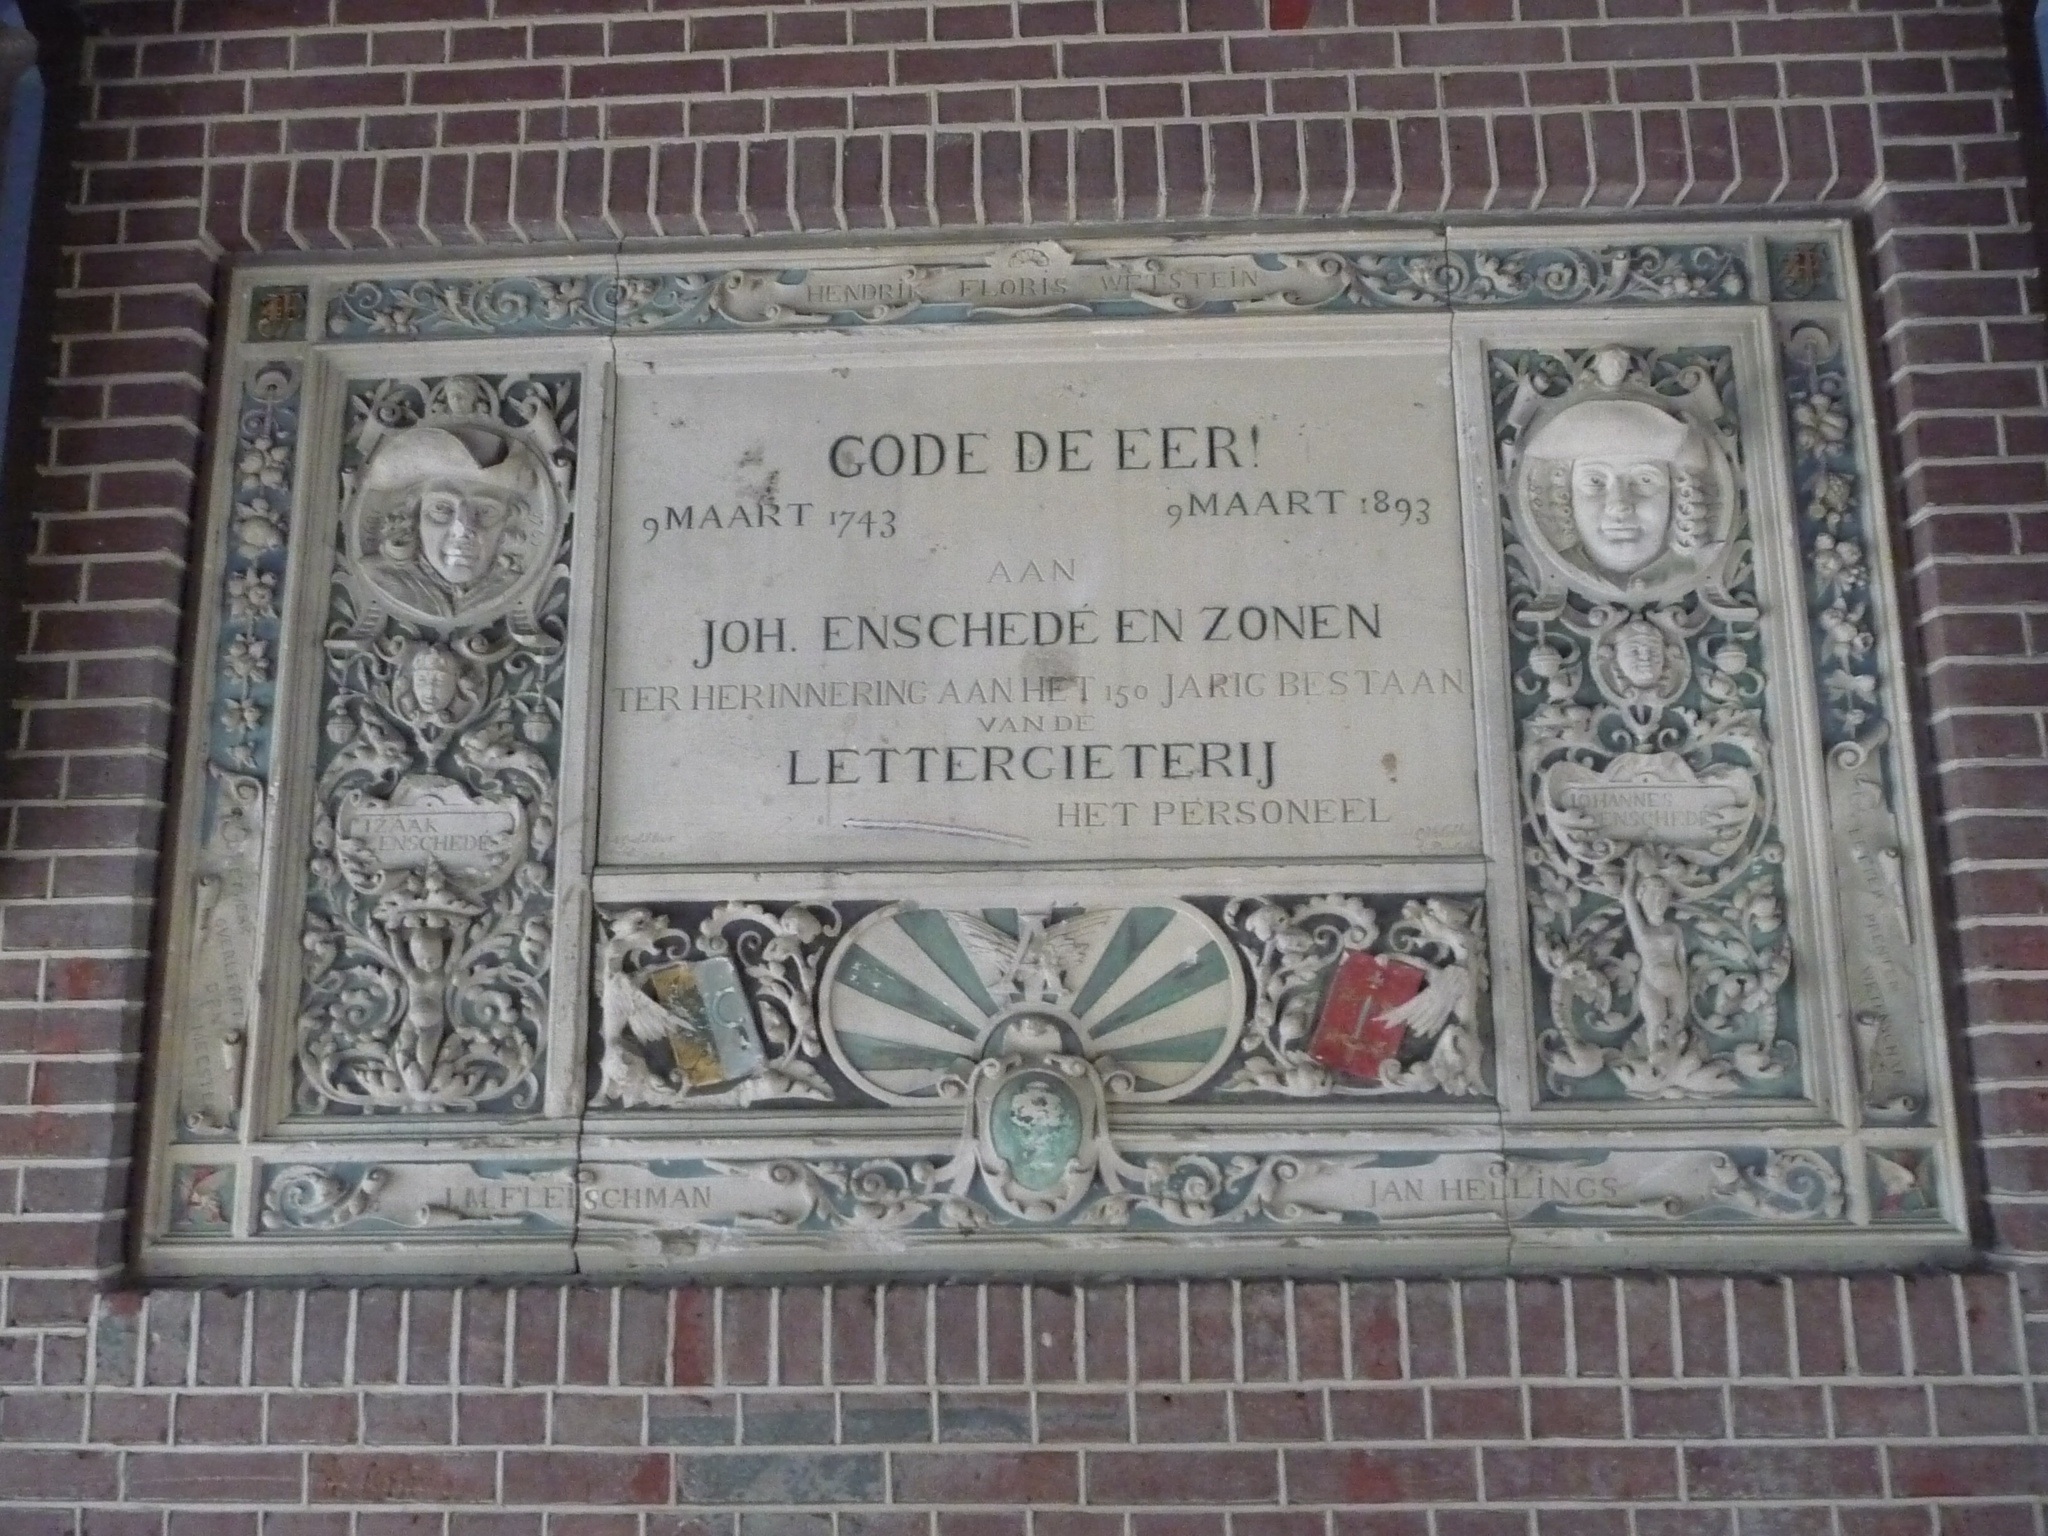 HENDRIK FLORIS WETSTEIN
GODE DE EER!
9 MAART 1743 9 MAART 1893
AAN
JOH. ENSCHEDÉ EN ZONEN
TER HERINNERING AAN HET 150 JARIG BESTAAN
VAN DE
LETTERGIETERIJ
HET PERSONEEL
IZAAK
ENSCHEDÉ
JOHANNES
ENSCHEDÉ
J.M. FLEISCHMAN
JAN HELLINGS